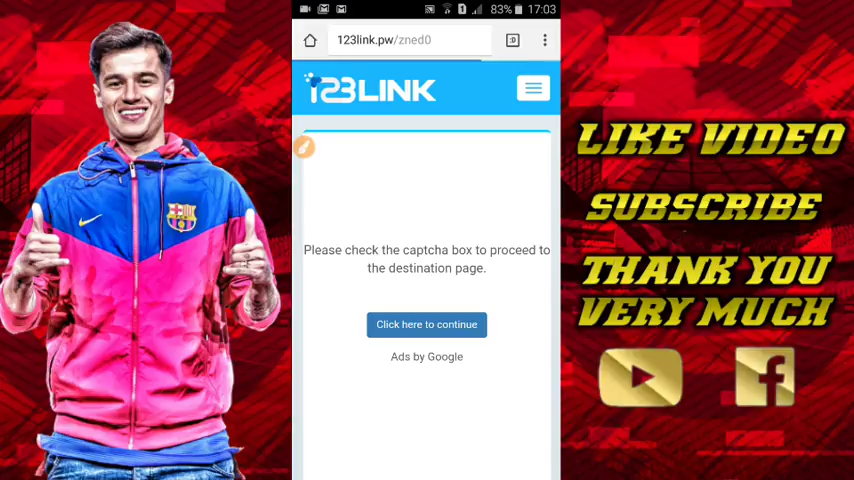 83% 17:03
123link.pw/zned0
:D
123LINK
Please check the captcha box to proceed to
the destination page.
Click here to continue
Ads by Google
LIKE VIDEO
SUBSCRIBE
THANK YOU
VERY MUCH
f